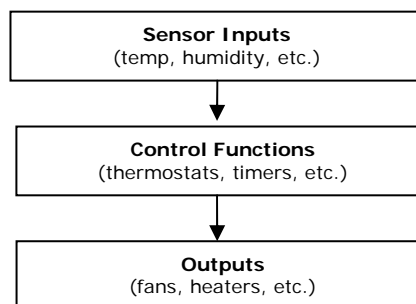 Sensor Inputs
(temp, humidity, etc.)
Control Functions
(thermostats, timers, etc.)
Outputs
(fans, heaters, etc.)